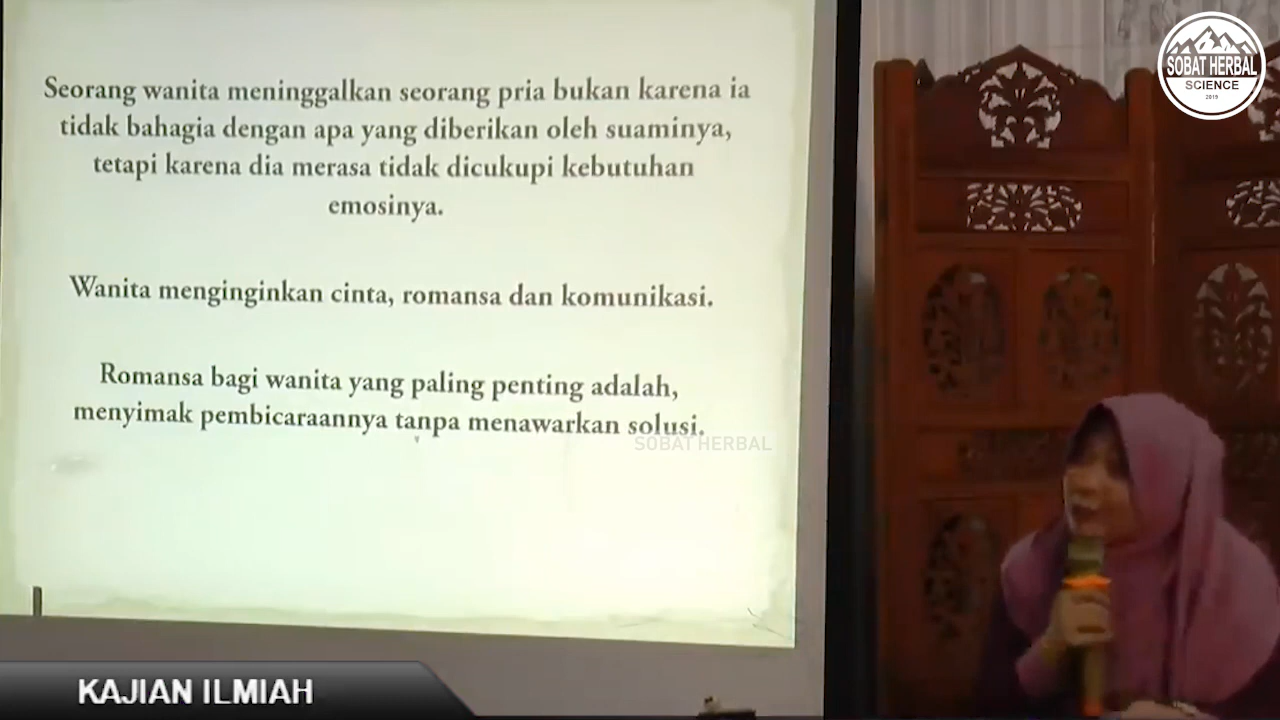 Seorang wanita meninggalkan seorang pria bukan karena ia
tidak bahagia dengan apa yang diberikan oleh suaminya,
tetapi karena dia merasa tidak dicukupi kebutuhan
emosinya.
Wanita menginginkan cinta, romansa dan komunikasi.
Romansa bagi wanita yang paling penting adalah,
menyimak pembicaraannya tanpa menawarkan solusi.
SOBAT HERBAL
SOBAT HERBAL
SCIENCE
2019
KAJIAN ILMIAH